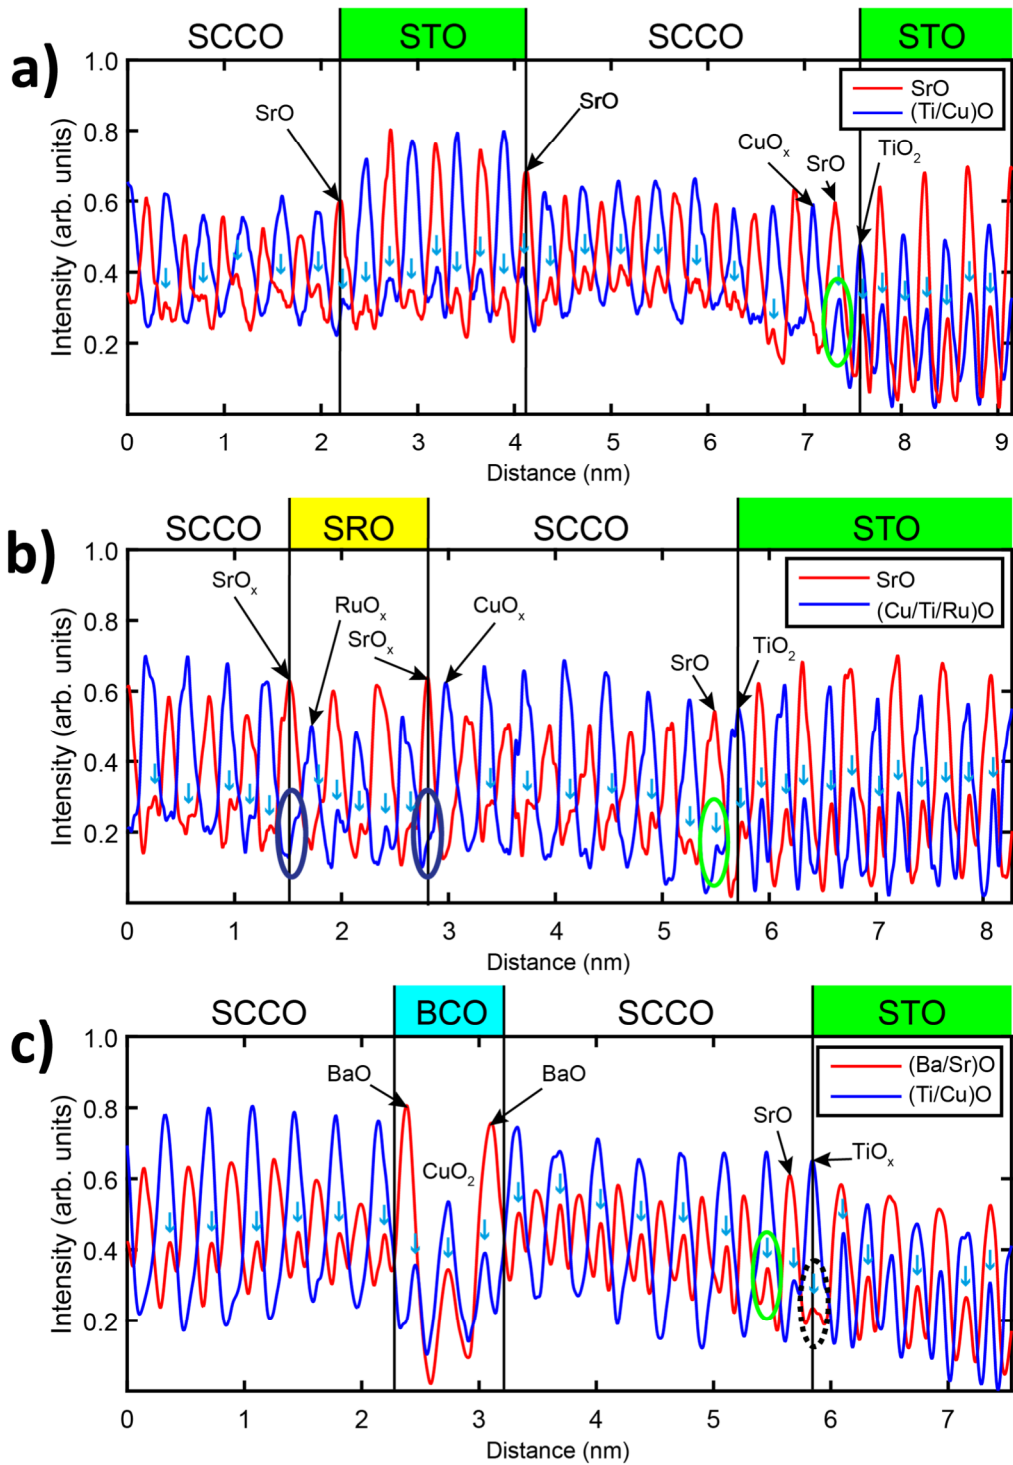 SCCO STO SCCO STO
a)
1.0
SrO
(Ti/Cu)O
0.8
SrO
SrO
CuOx
SrO
TiO2
0.6
0.4
0.2
Intensity (arb. units)
0 1 2 3 4 5 6 7 8 9
Distance (nm)
SCCO SRO SCCO STO
b)
1.0
SrO
(Cu/Ti/Ru)O
0.8
SrOx
RuOx
SrOx
CuOx
SrO
TiO2
0.6
0.4
0.2
Intensity (arb. units)
0 1 2 3 4 5 6 7 8
Distance (nm)
SCCO BCO SCCO STO
c)
1.0
(Ba/Sr)O
(Ti/Cu)O
0.8
BaO
BaO
CuO2
SrO
TiOx
0.6
0.4
0.2
Intensity (arb. units)
0 1 2 3 4 5 6 7
Distance (nm)